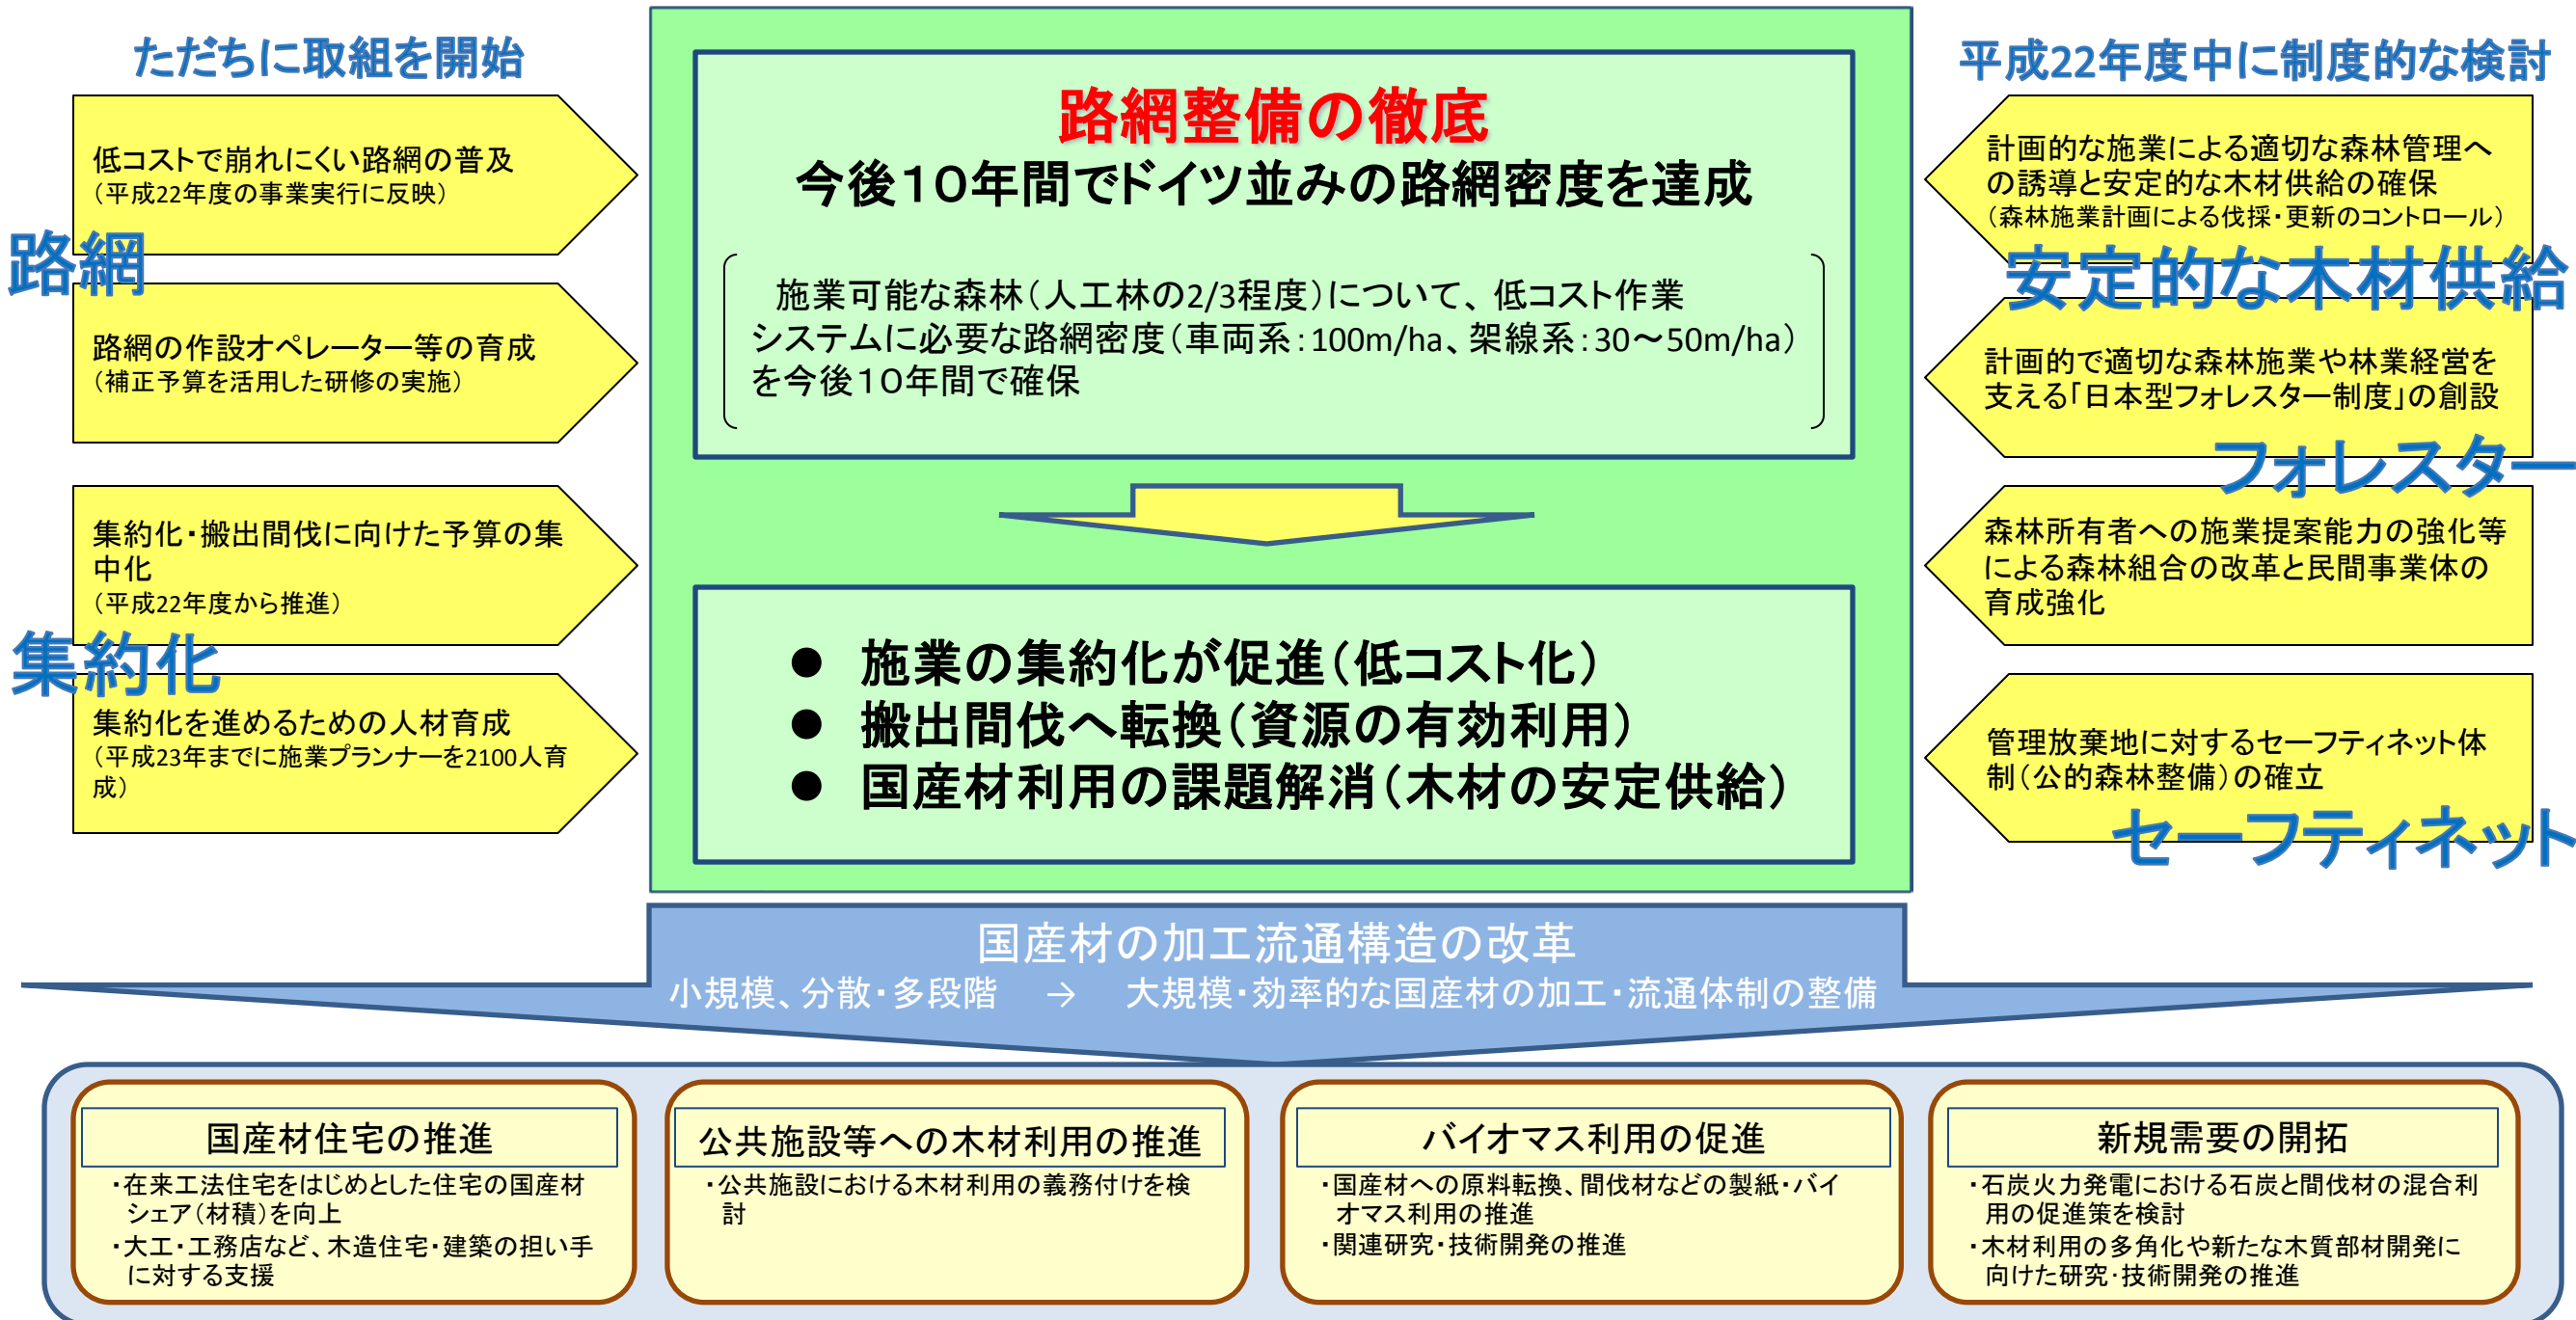 ただちに取組を開始
低コストで崩れにくい路網の普及
(平成22年度の事業実行に反映)
路網
路網の作設オペレーター等の育成
(補正予算を活用した研修の実施)
集約化・搬出間伐に向けた予算の集
中化
(平成22年度から推進)
集約化
集約化を進めるための人材育成
(平成23年までに施業プランナーを2100人育
成)
路網整備の徹底
今後10年間でドイツ並みの路網密度を達成
施業可能な森林(人工林の2/3程度)について、低コスト作業
システムに必要な路網密度(車両系:100m/ha、架線系:30〜50m/ha)
を今後10年間で確保
● 施業の集約化が促進(低コスト化)
● 搬出間伐へ転換(資源の有効利用)
● 国産材利用の課題解消(木材の安定供給)
平成22年度中に制度的な検討
計画的な施業による適切な森林管理へ
の誘導と安定的な木材供給の確保
(森林施業計画による伐採・更新のコントロール)
安定的な木材供給
計画的で適切な森林施業や林業経営を
支える「日本型フォレスター制度」の創設
フォレスター
森林所有者への施業提案能力の強化等
による森林組合の改革と民間事業体の
育成強化
管理放棄地に対するセーフティネット体
制(公的森林整備)の確立
セーフティネット
国産材の加工流通構造の改革
小規模、分散・多段階 → 大規模・効率的な国産材の加工・流通体制の整備
国産材住宅の推進
・在来工法住宅をはじめとした住宅の国産材
シェア(材積)を向上
・大工・工務店など、木造住宅・建築の担い手
に対する支援
公共施設等への木材利用の推進
・公共施設における木材利用の義務付けを検
討
バイオマス利用の促進
・国産材への原料転換、間伐材などの製紙・バイ
オマス利用の推進
・関連研究・技術開発の推進
新規需要の開拓
・石炭火力発電における石炭と間伐材の混合利
用の促進策を検討
・木材利用の多角化や新たな木質部材開発に
向けた研究・技術開発の推進